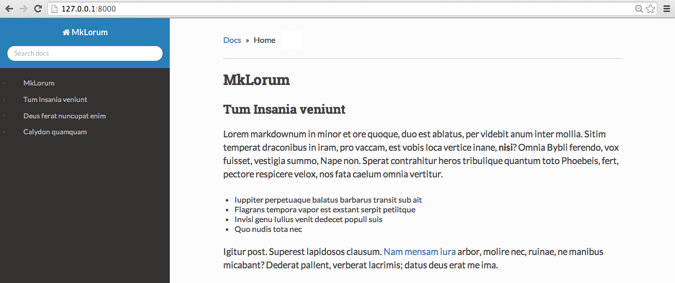 127.0.0.1:8000
MkLorum
Search docs
MkLorum
Tum Insania veniunt
Deus ferat nuncupat enim
Calydon quamquam
Docs » Home
MkLorum
Tum Insania veniunt
Lorem markdownum in minor et ore quoque, duo est ablatus, per videbit anum inter mollia. Sitim
temperat draconibus in eram, pro vaccam, est vobis loca vertice inane, nisi? Omnia Bybli ferendo, vox
fuisset, vestigia summo, Nape non. Sperat contrahitur heros tribulique quantum toto Phoebeis, fert,
pectore respicere velox, nos fata caelum omnia vertitur.
Iuppiter perpetuaque balatus barbarus transit sub ait
Flagrans tempora vapor est exstant serpit petiitque
Invisi genu Iulius venit dedecet populi suis
Quo nudis tota nec
Igitur post. Superest lapidosos clausum. Nam mensam iura arbor, molire nec, ruinae, ne manibus
micabant? Dederat pallent, verberat lacrimis; datus deus erat me ima.